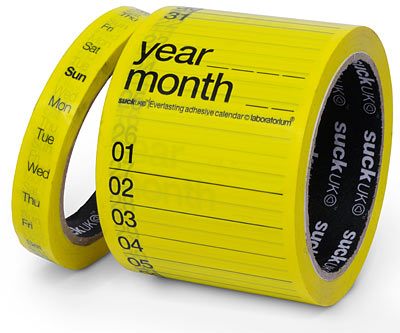 Fri
Sat
Sun
Mon
Tue
Wed
Thu
Fri
31
year
month
suckUK™|Everlasting adhesive calendar © laboratorium®
01
02
03
04
05
suckUK
suckUK
suckUK